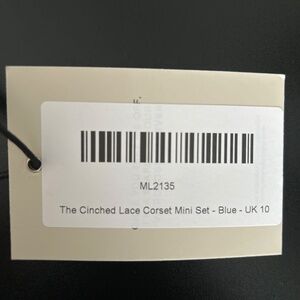 ML2135
The Cinched Lace Corset Mini Set - Blue - UK 10